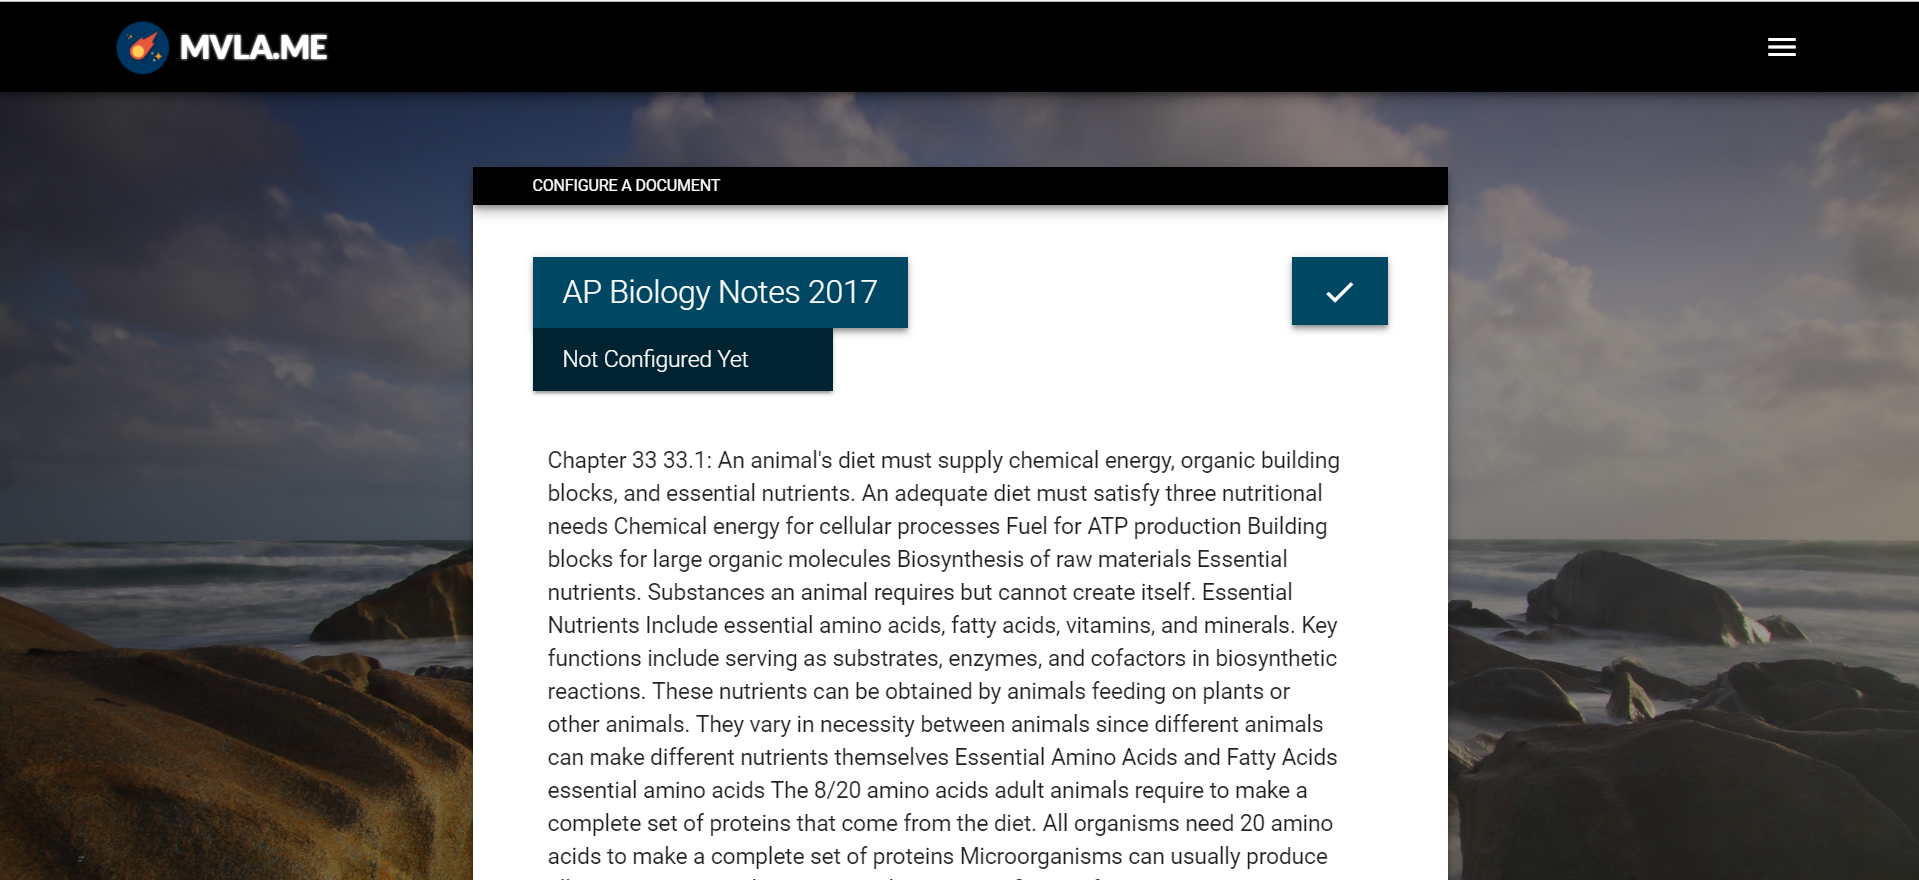 MVLA.ME
CONFIGURE A DOCUMENT
AP Biology Notes 2017
Not Configured Yet
Chapter 33 33.1: An animal's diet must supply chemical energy, organic building
blocks, and essential nutrients. An adequate diet must satisfy three nutritional
needs Chemical energy for cellular processes Fuel for ATP production Building
blocks for large organic molecules Biosynthesis of raw materials Essential
nutrients. Substances an animal requires but cannot create itself. Essential
Nutrients Include essential amino acids, fatty acids, vitamins, and minerals. Key
functions include serving as substrates, enzymes, and cofactors in biosynthetic
reactions. These nutrients can be obtained by animals feeding on plants or
other animals. They vary in necessity between animals since different animals
can make different nutrients themselves Essential Amino Acids and Fatty Acids
essential amino acids The 8/20 amino acids adult animals require to make a
complete set of proteins that come from the diet. All organisms need 20 amino
acids to make a complete set of proteins Microorganisms can usually produce